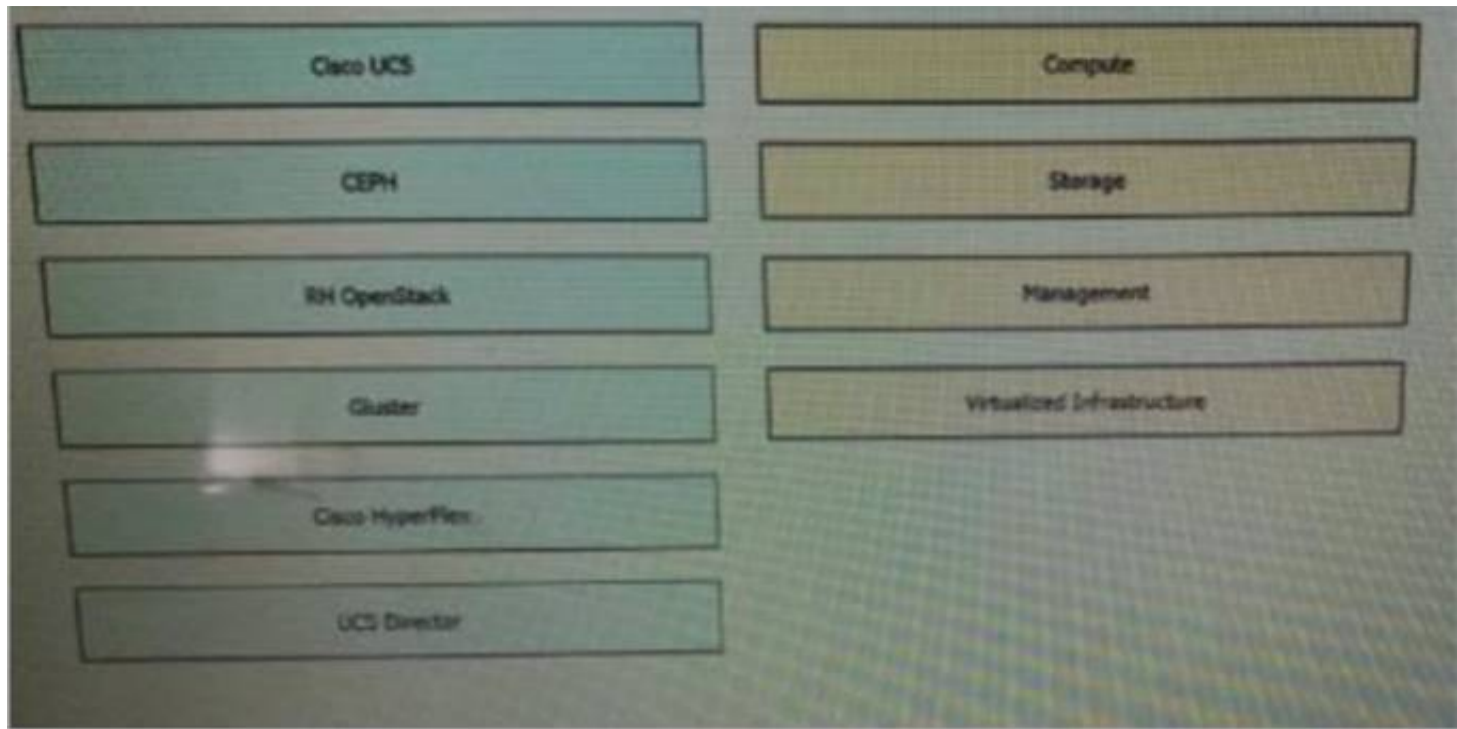 Cisco UCS
CEPH
RH OpenStack
Gluster
Cisco HyperFlex
UCS Director
Compute
Storage
Management
Virtualized Infrastructure